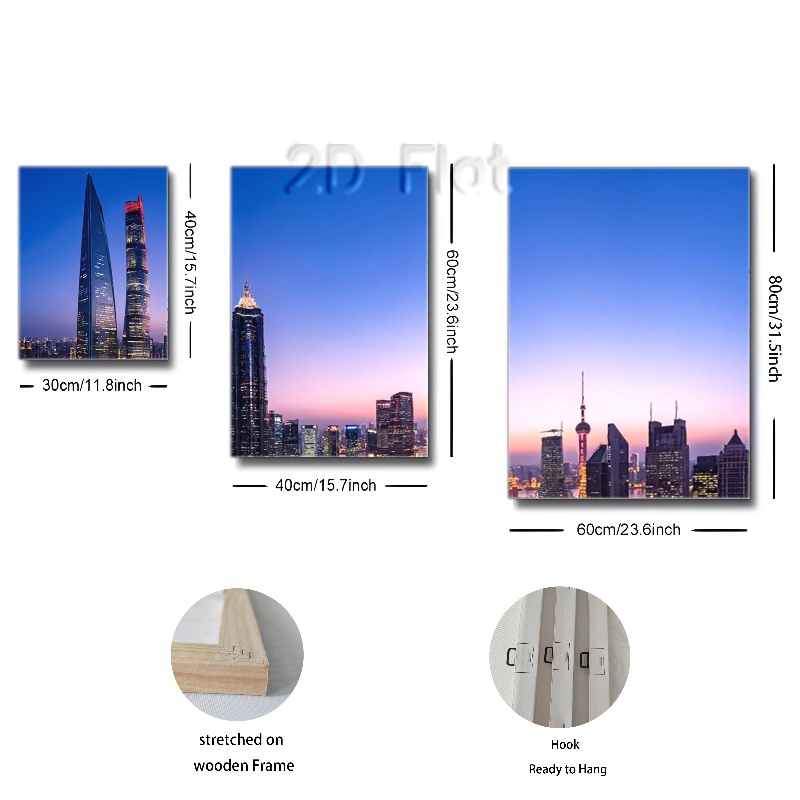 2D Flat
40cm/15.7inch
30cm/11.8inch
60cm/23.6inch
40cm/15.7inch
80cm/31.5inch
60cm/23.6inch
stretched on
wooden Frame
Hook
Ready to Hang